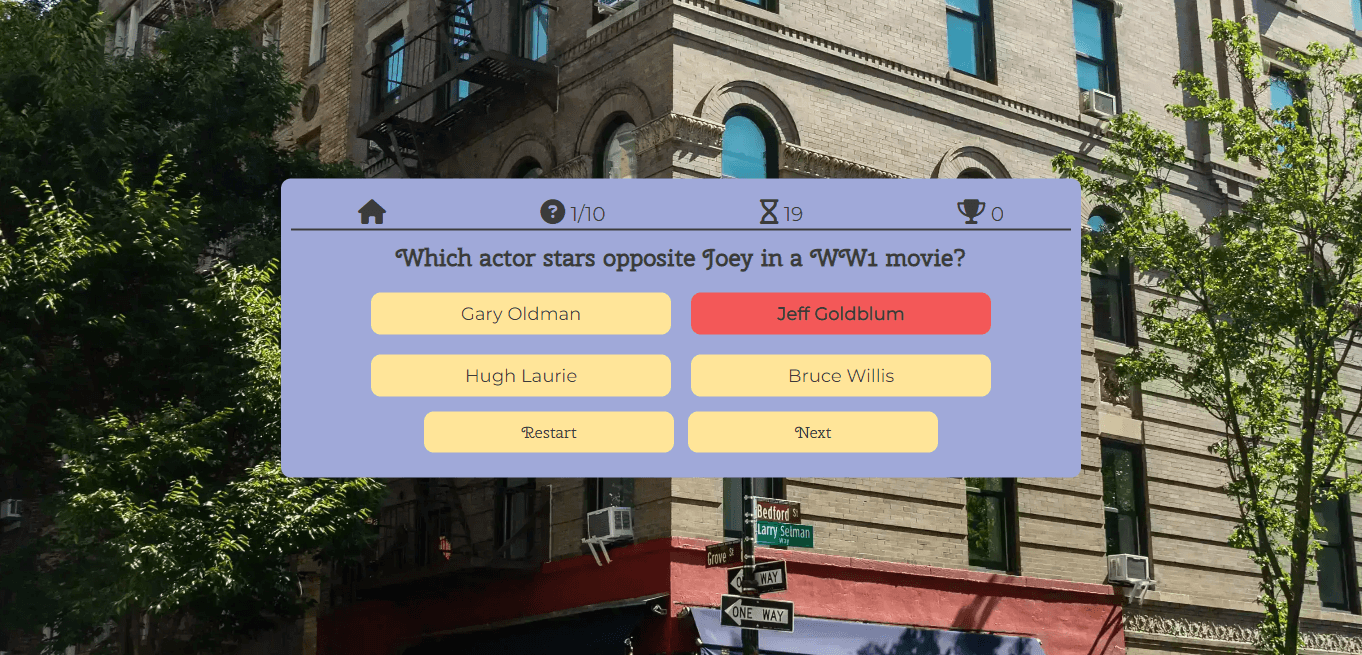 1/10 19 0
Which actor stars opposite Joey in a WW1 movie?
Gary Oldman Jeff Goldblum
Hugh Laurie Bruce Willis
Restart Next
Bedford St
Larry Selman
Way
Grove St
ONE WAY
ONE WAY